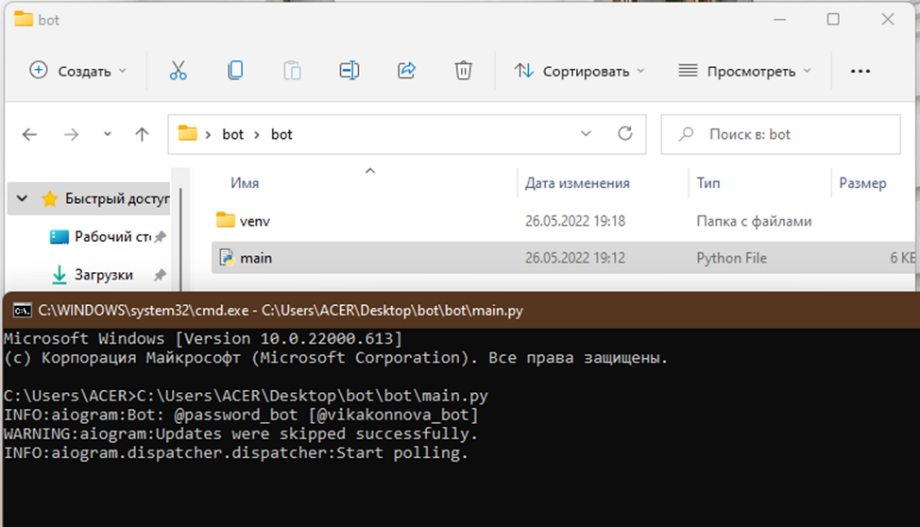 bot
Создать
Сортировать
Просмотреть
bot > bot
Поиск в: bot
Имя
Дата изменения
Тип
Размер
Быстрый доступ
venv
26.05.2022 19:18
Папка с файлами
Рабочий сто
main
26.05.2022 19:12
Python File
6 КБ
Загрузки
C:\WINDOWS\system32\cmd.exe - C:\Users\ACER\Desktop\bot\bot\main.py
Microsoft Windows [Version 10.0.22000.613]
(c) Корпорация Майкрософт (Microsoft Corporation). Все права защищены.
C:\Users\ACER>C:\Users\ACER\Desktop\bot\bot\main.py
INFO:aiogram:Bot: @password_bot [@vikakonnova_bot]
WARNING:aiogram:Updates were skipped successfully.
INFO:aiogram.dispatcher.dispatcher:Start polling.